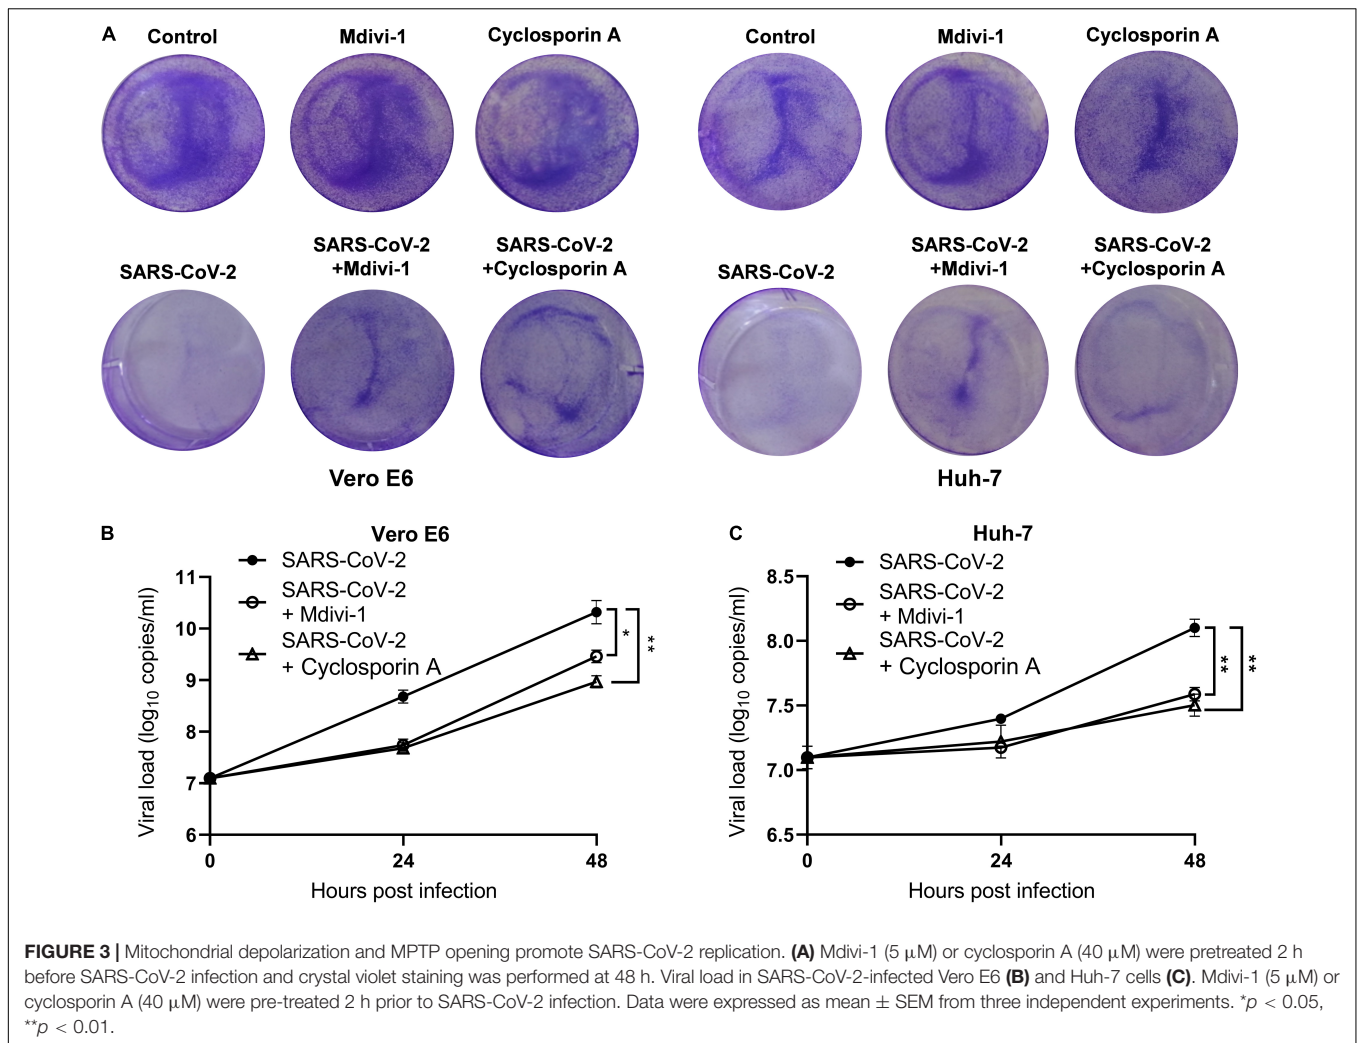 A
Control
Mdivi-1
Cyclosporin A
Control
Mdivi-1
Cyclosporin A
SARS-CoV-2
SARS-CoV-2
+Mdivi-1
SARS-CoV-2
+Cyclosporin A
SARS-CoV-2
SARS-CoV-2
+Mdivi-1
SARS-CoV-2
+Cyclosporin A
Vero E6
Huh-7
B
Vero E6
SARS-CoV-2
SARS-CoV-2
+ Mdivi-1
SARS-CoV-2
+ Cyclosporin A
Viral load (log10 copies/ml)
11
10
9
8
7
6
*
**
0
24
48
Hours post infection
C
Huh-7
SARS-CoV-2
SARS-CoV-2
+ Mdivi-1
SARS-CoV-2
+ Cyclosporin A
Viral load (log10 copies/ml)
8.5
8.0
7.5
7.0
6.5
**
**
0
24
48
Hours post infection
FIGURE 3 | Mitochondrial depolarization and MPTP opening promote SARS-CoV-2 replication. (A) Mdivi-1 (5 μM) or cyclosporin A (40 μM) were pretreated 2 h
before SARS-CoV-2 infection and crystal violet staining was performed at 48 h. Viral load in SARS-CoV-2-infected Vero E6 (B) and Huh-7 cells (C). Mdivi-1 (5 μM) or
cyclosporin A (40 μM) were pre-treated 2 h prior to SARS-CoV-2 infection. Data were expressed as mean ± SEM from three independent experiments. *p < 0.05,
**p < 0.01.